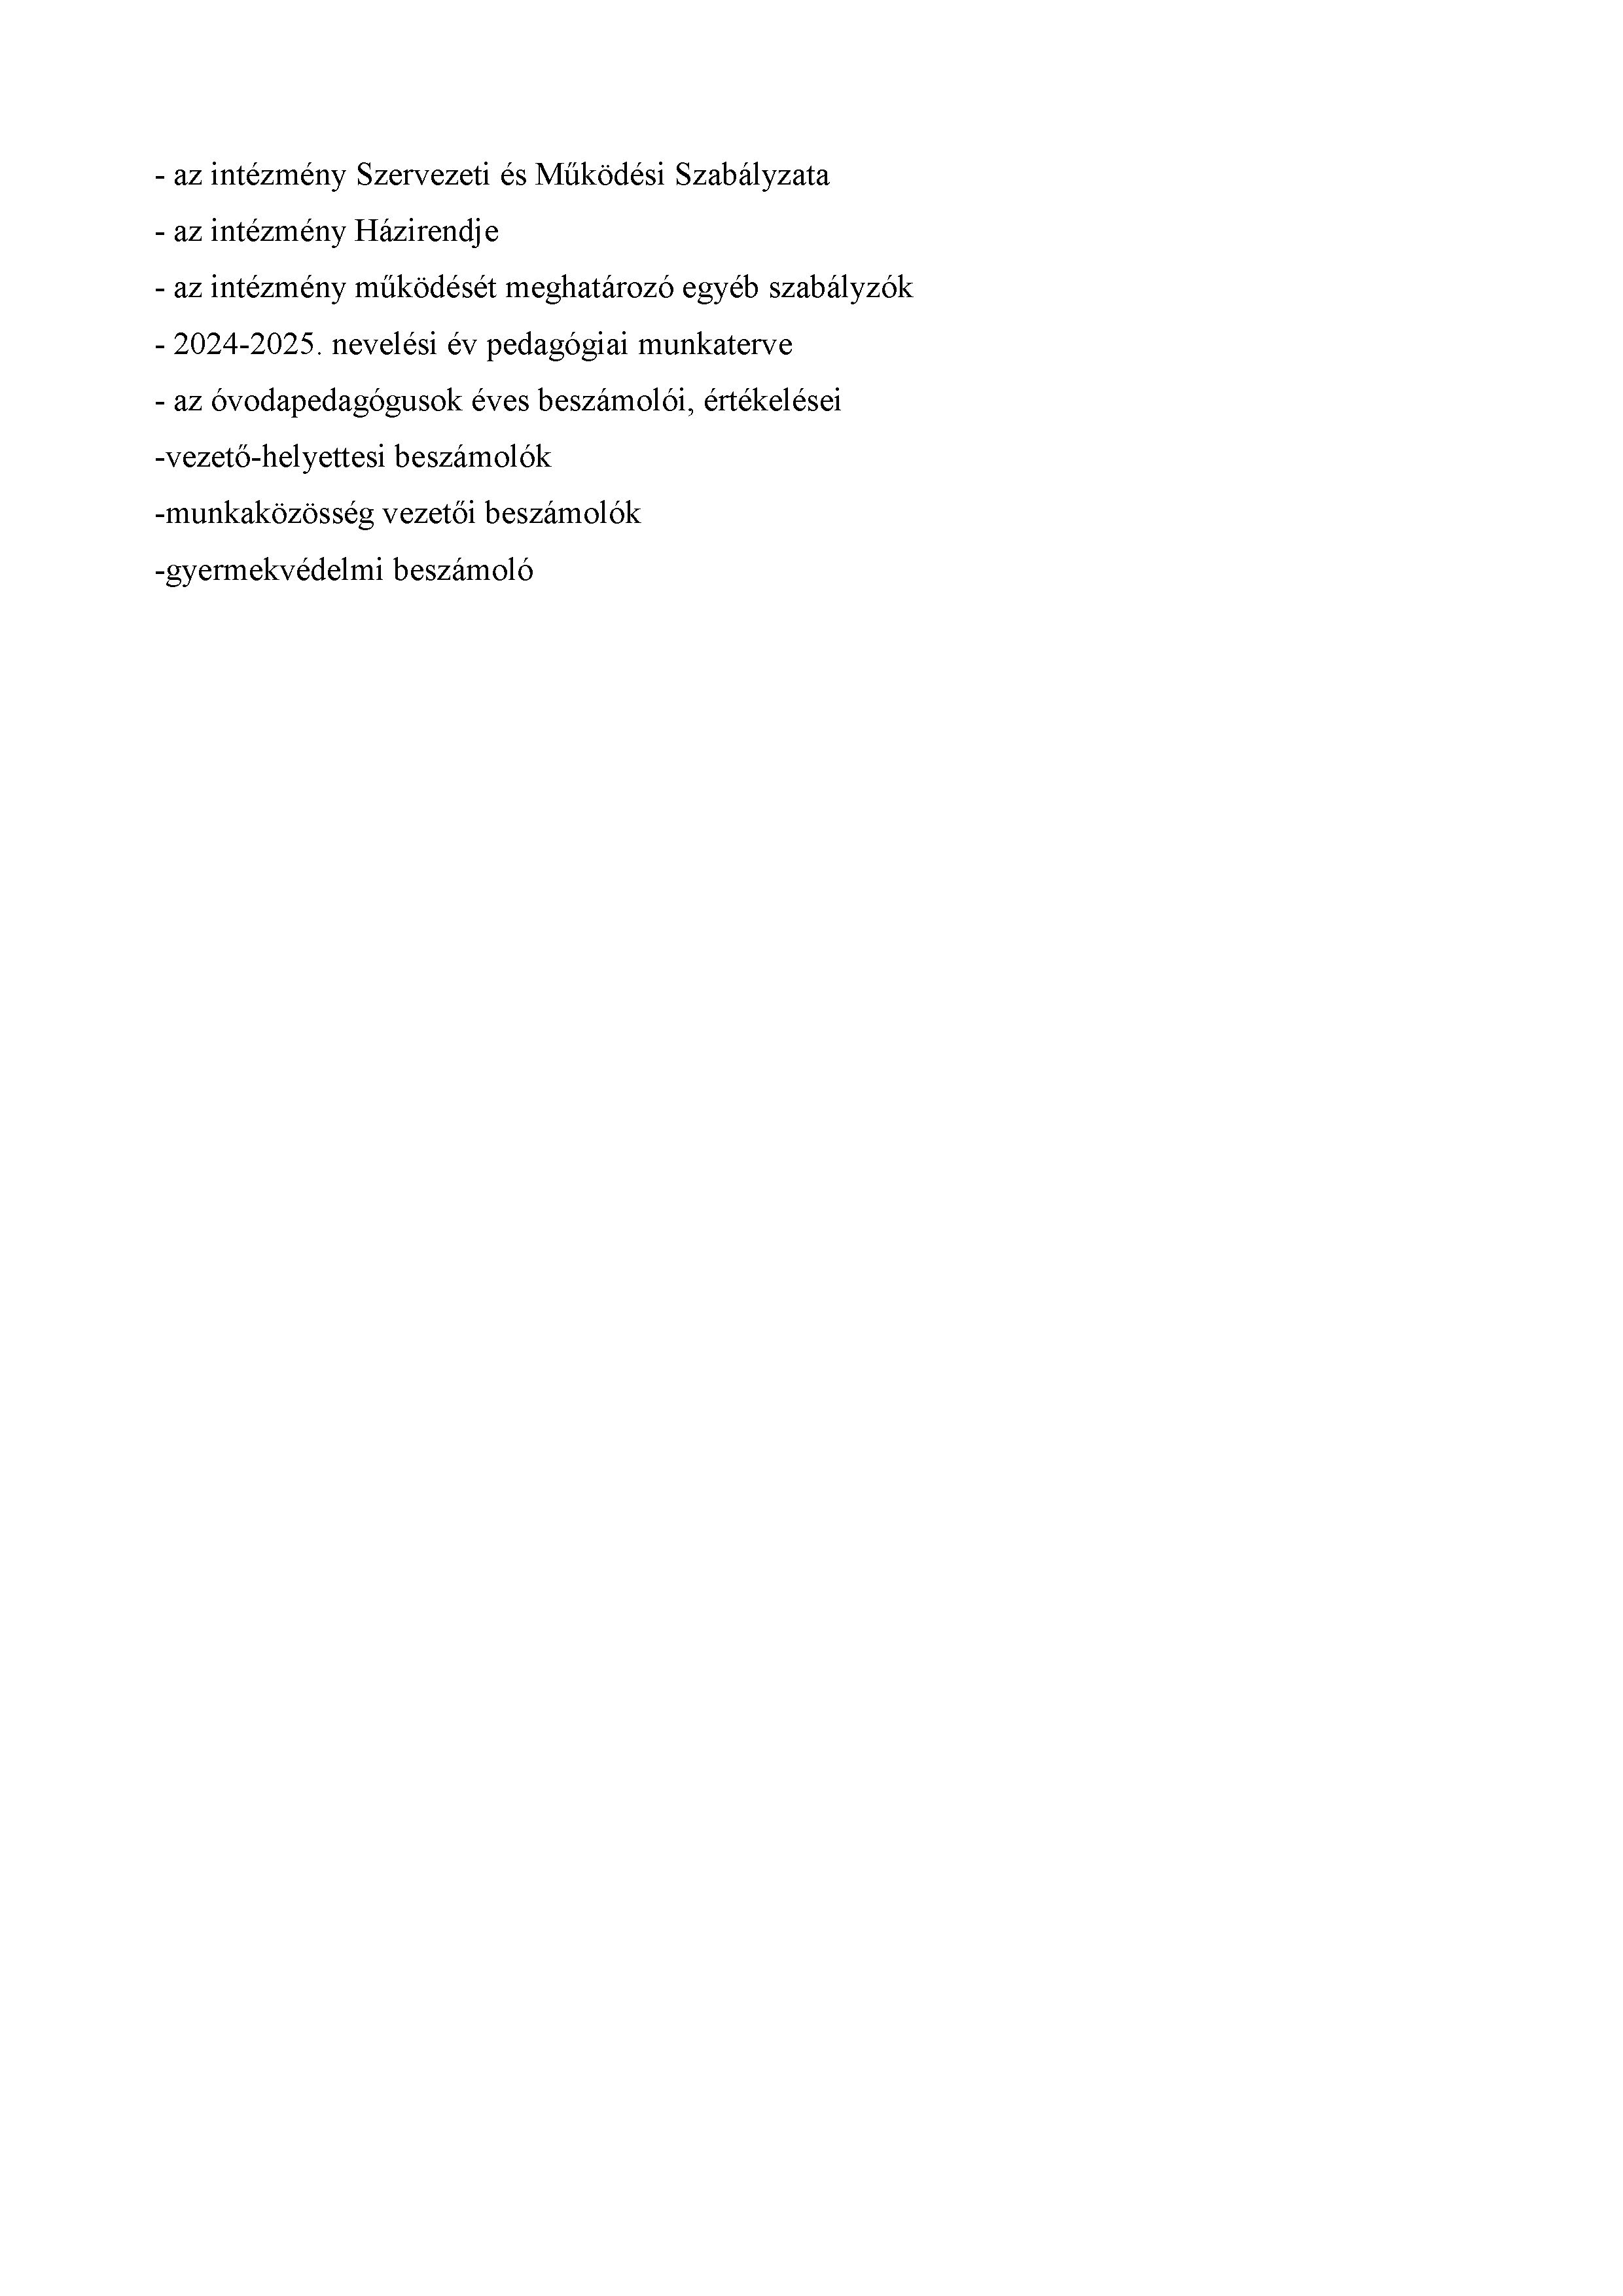 - az intézmény Szervezeti és Működési Szabályzata
- az intézmény Házirendje
- az intézmény működését meghatározó egyéb szabályzók
- 2024-2025. nevelési év pedagógiai munkaterve
- az óvodapedagógusok éves beszámolói, értékelései
-vezető-helyettesi beszámolók
-munkaközösség vezetői beszámolók
-gyermekvédelmi beszámoló